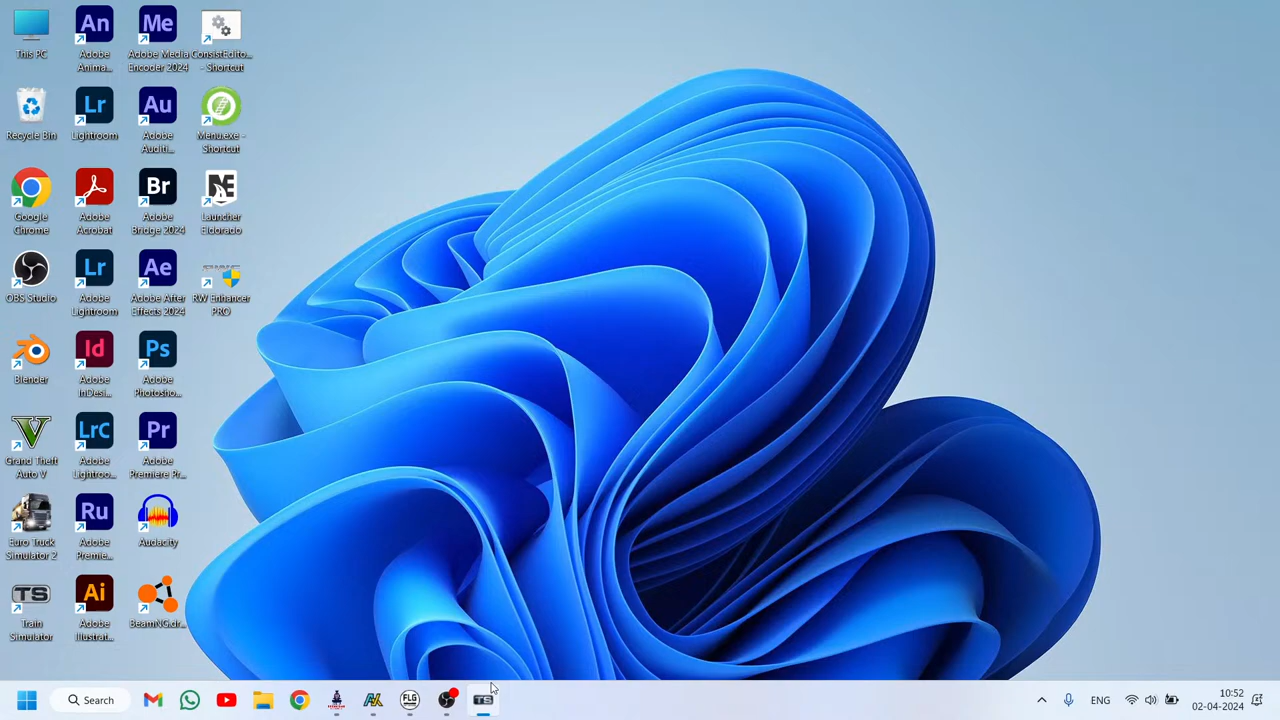 This PC
An
Adobe
Anima...
Me
Adobe Media
Encoder 2024
ConsistEdito...
- Shortcut
Recycle Bin
Lr
Lightroom
Au
Adobe
Auditi...
Menu.exe -
Shortcut
Google
Chrome
Adobe
Acrobat
Br
Adobe
Bridge 2024
Launcher
Eldorado
OBS Studio
Lr
Adobe
Lightroom
Ae
Adobe After
Effects 2024
RW Enhancer
PRO
Blender
Id
Adobe
InDesi...
Ps
Adobe
Photosho...
Grand Theft
Auto V
LrC
Adobe
Lightroo...
Pr
Adobe
Premiere Pr...
Euro Truck
Simulator 2
Ru
Adobe
Premie...
Audacity
TS
Train
Simulator
Ai
Adobe
Illustrat...
BeamNG.dr...
Search
FLG
TS
ENG
10:52
02-04-2024